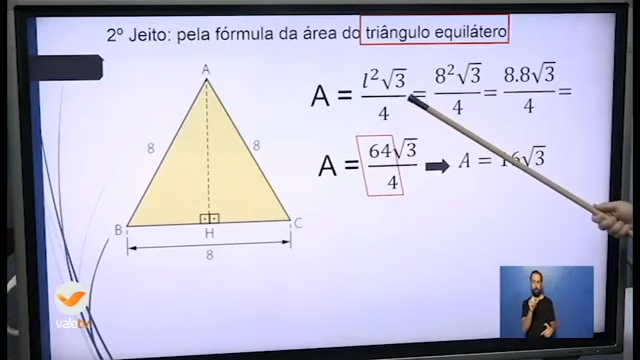 2º Jeito: pela fórmula da área do triângulo equilátero
A = l²√3/4 = 8²√3/4 = 8.8√3/4 =
A = 64√3/4 ➡ A = 16√3
A
8
8
B
H
C
8
valetv